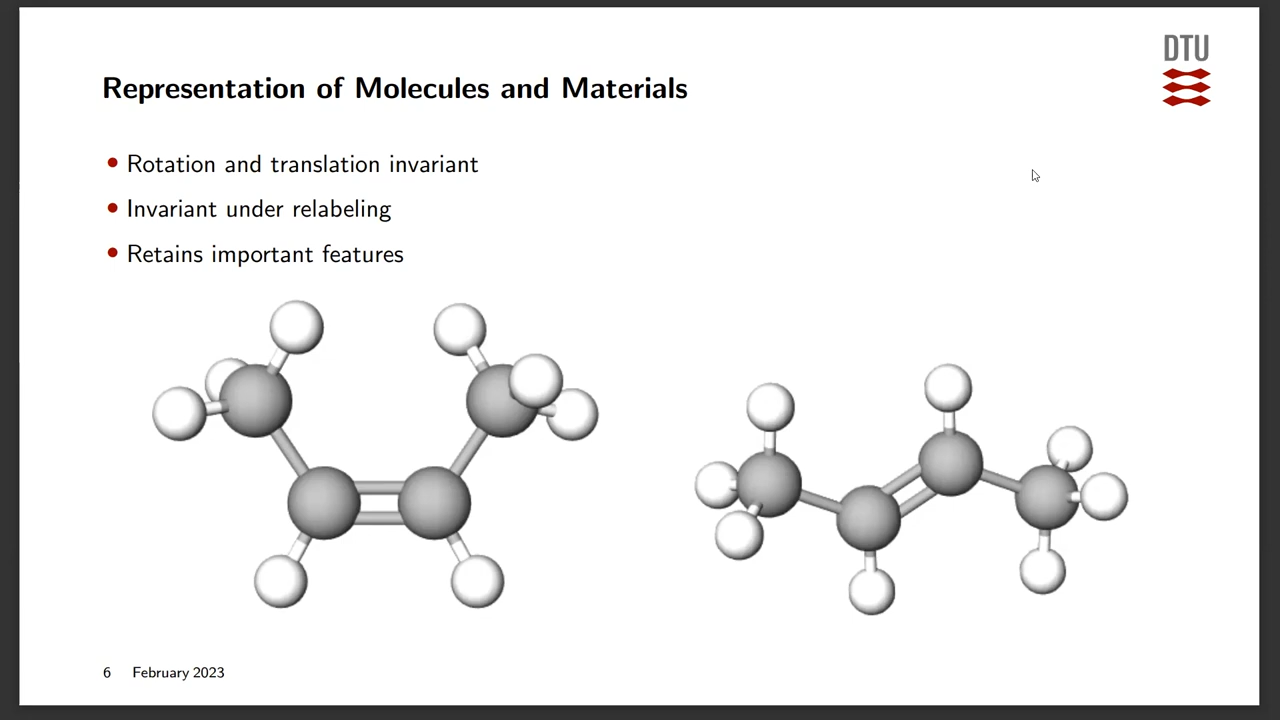 DTU
Representation of Molecules and Materials
Rotation and translation invariant
Invariant under relabeling
Retains important features
6 February 2023